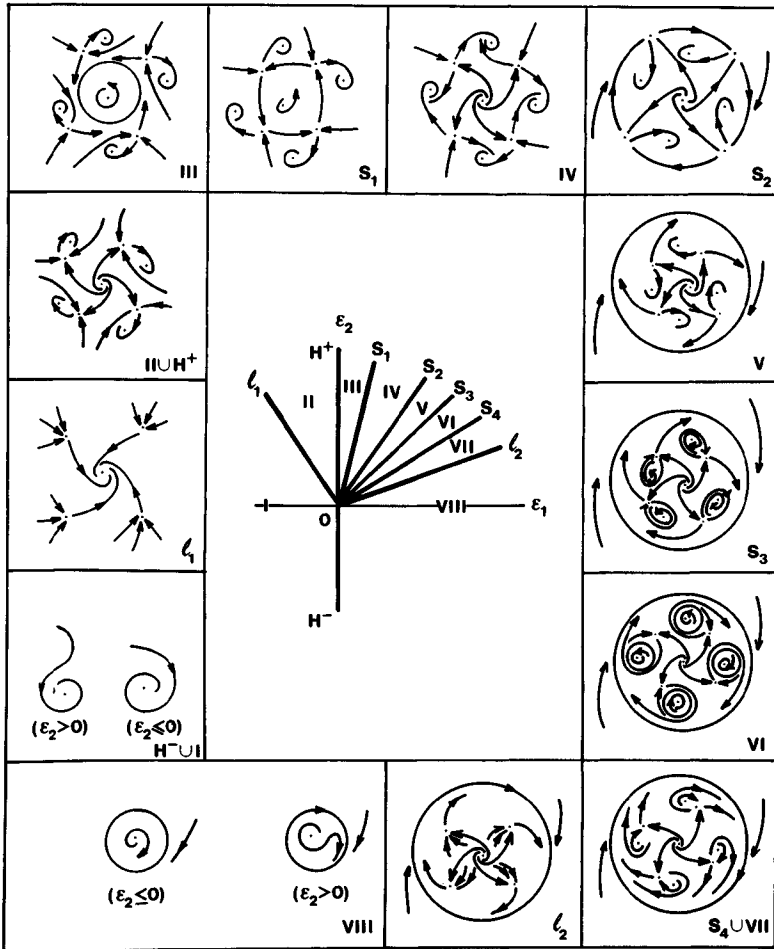 III
S₁
IV
S₂
II∪H⁺
V
ℓ₁
S₃
(ε₂>0) (ε₂≤0)
H⁻∪I
VI
(ε₂≤0) (ε₂>0)
VIII
ℓ₂
S₄∪VII
ε₂
H⁺
S₁
ℓ₁
II
III
IV
S₂
V
S₃
VI
S₄
VII
ℓ₂
I
O
VIII
ε₁
H⁻